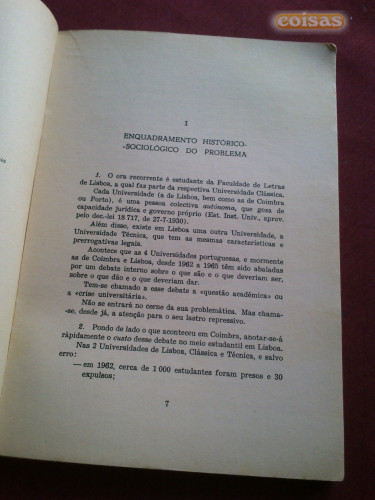 coisas
I
ENQUADRAMENTO HISTÓRICO-
-SOCIOLÓGICO DO PROBLEMA
1. O ora recorrente é estudante da Faculdade de Letras
de Lisboa, a qual faz parte da respectiva Universidade Clássica.
Cada Universidade (a de Lisboa, bem como as de Coimbra
ou Porto), é uma pessoa colectiva autónoma, que goza de
capacidade jurídica e governo próprio (Est. Inst. Univ., aprov.
pelo dec.-lei 18 717, de 27-7-1930).
Além disso, existe em Lisboa uma outra Universidade, a
Universidade Técnica, que tem as mesmas características e
prerrogativas legais.
Acontece que as 4 Universidades portuguesas, e mormente
as de Coimbra e Lisboa, desde 1962 a 1965 têm sido abaladas
por um debate interno sobre o que são e o que deveriam ser,
sobre o que dão e o que deveriam dar.
Tem-se chamado a esse debate a «questão académica» ou
a «crise universitária».
Não se entrará no cerne da sua problemática. Mas chama-
-se, desde já, a atenção para o seu lastro repressivo.
2. Pondo de lado o que aconteceu em Coimbra, anotar-se-á
ràpidamente o custo desse debate no meio estudantil em Lisboa.
Nas 2 Universidades de Lisboa, Clássica e Técnica, e salvo
erro:
— em 1962, cerca de 1 000 estudantes foram presos e 30
expulsos;
7